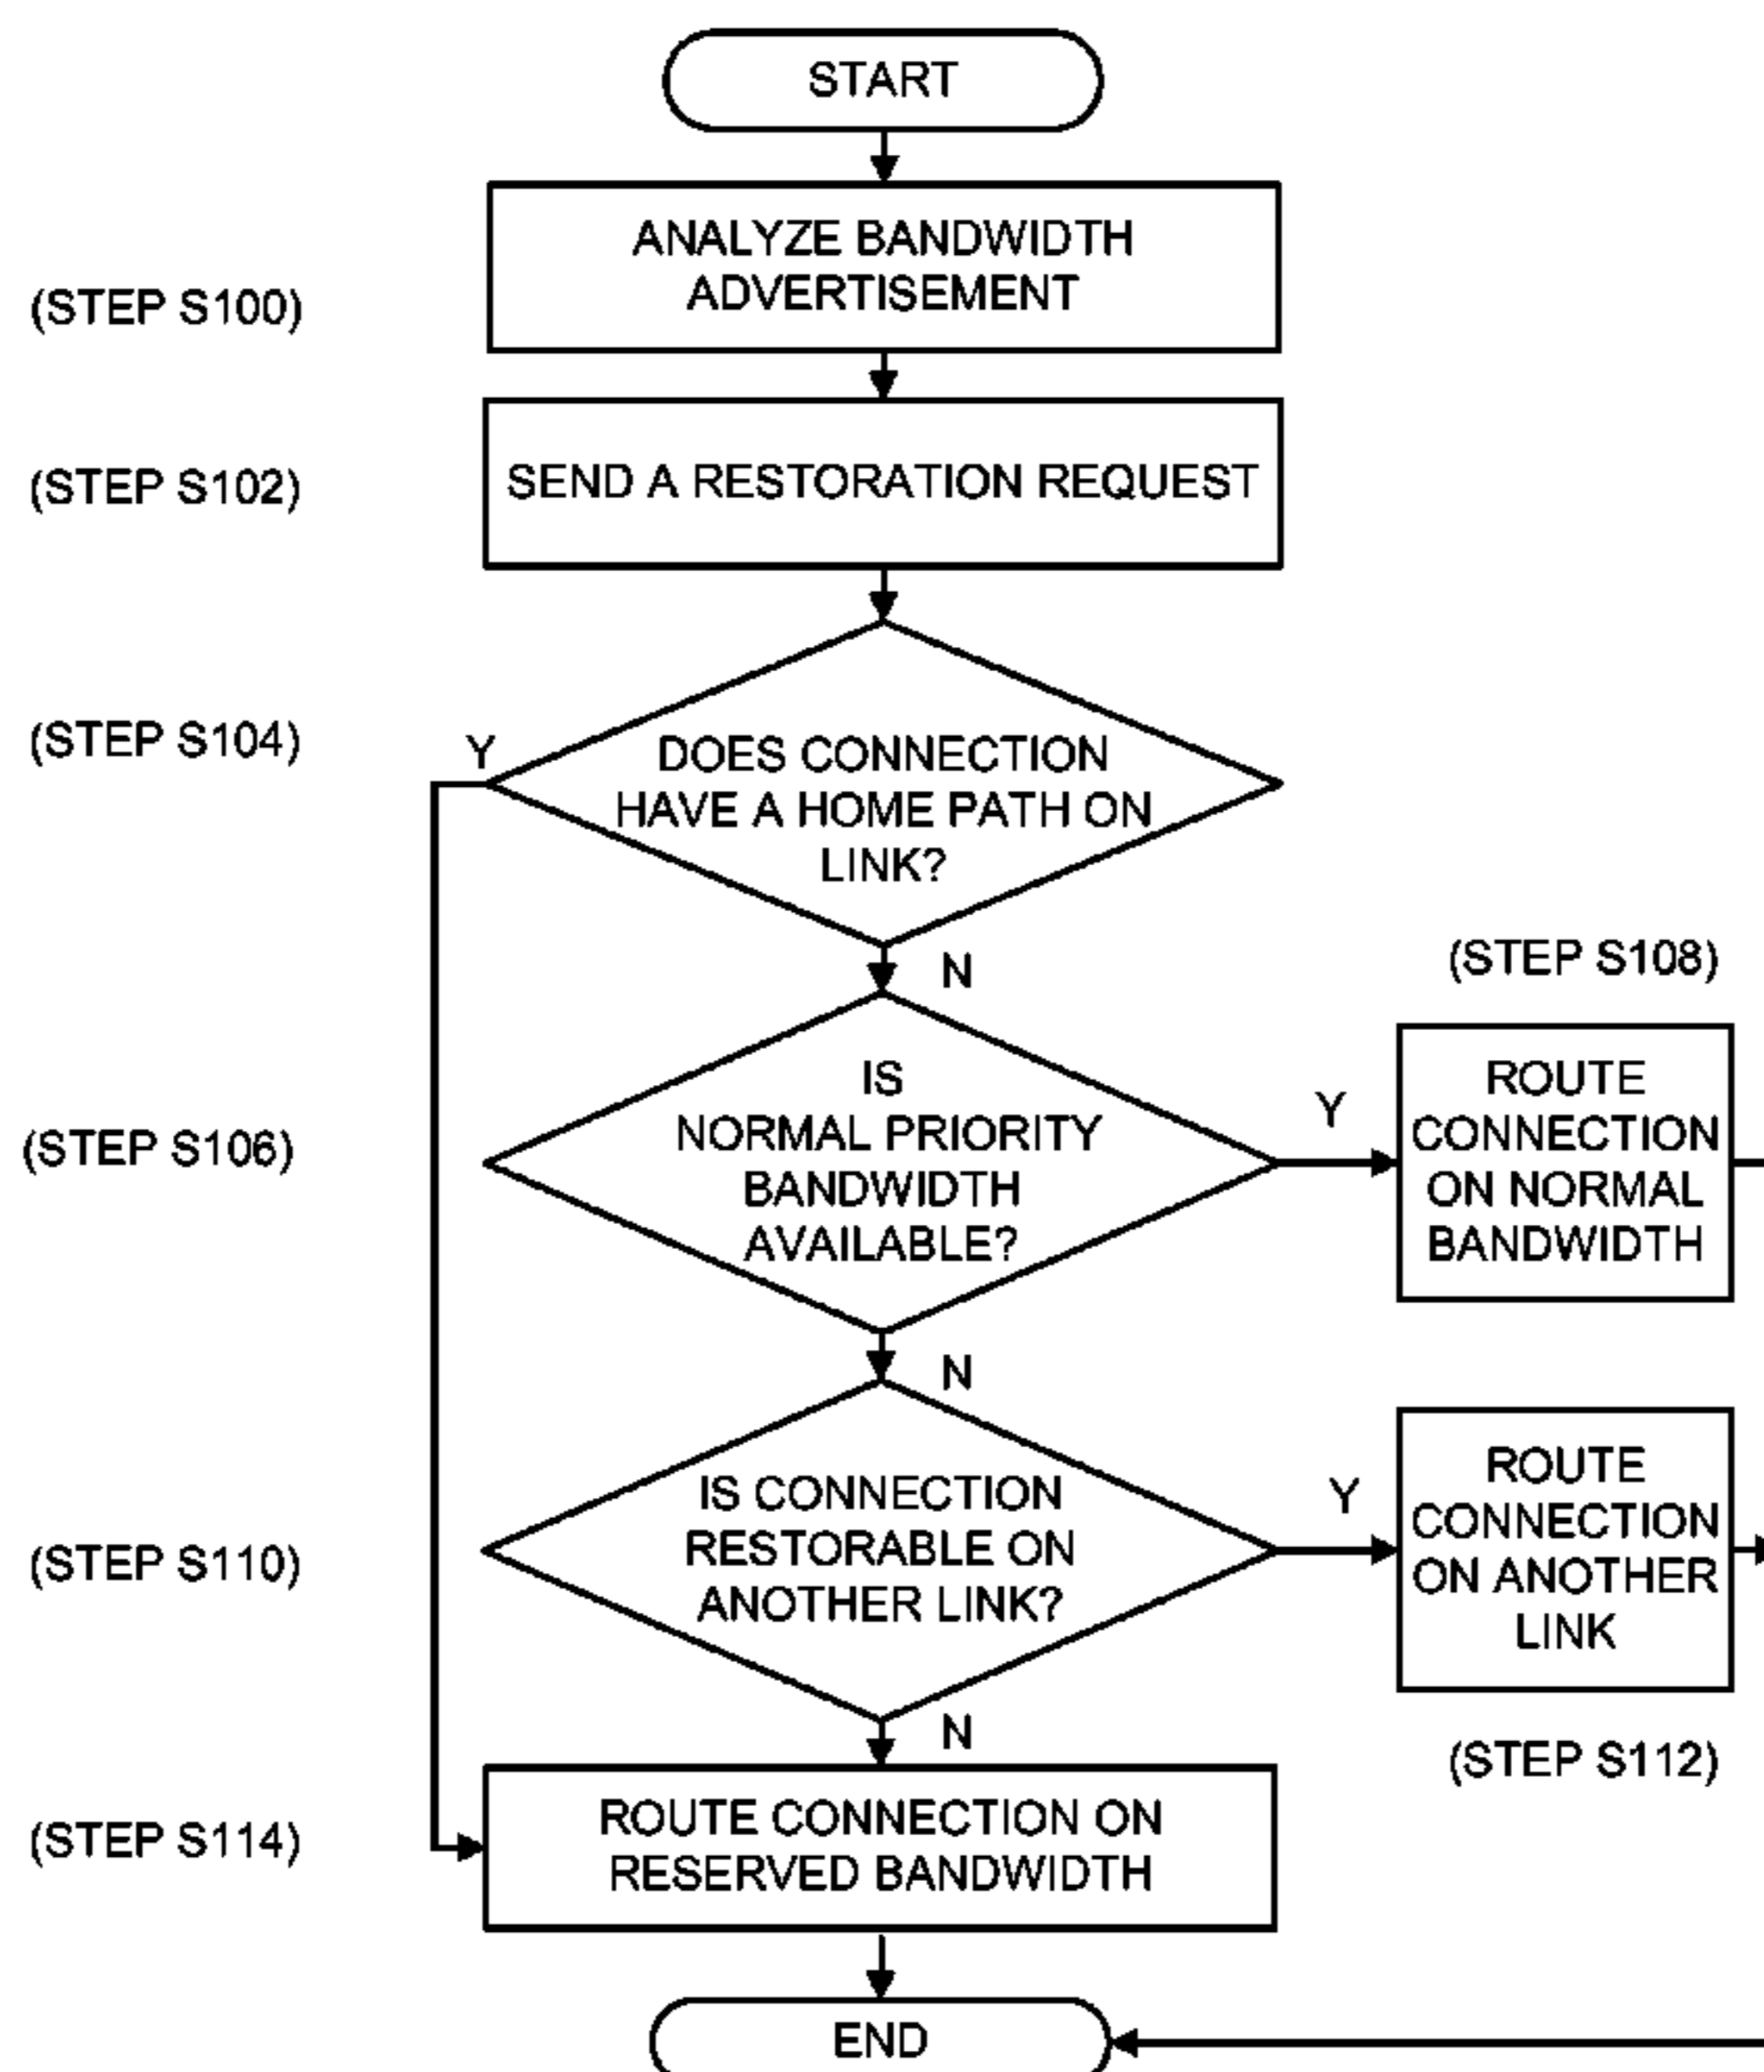 START
ANALYZE BANDWIDTH
ADVERTISEMENT
(STEP S100)
SEND A RESTORATION REQUEST
(STEP S102)
(STEP S104)
Y
DOES CONNECTION
HAVE A HOME PATH ON
LINK?
N
(STEP S108)
IS
NORMAL PRIORITY
BANDWIDTH
AVAILABLE?
(STEP S106)
Y
ROUTE
CONNECTION
ON NORMAL
BANDWIDTH
N
IS CONNECTION
RESTORABLE ON
ANOTHER LINK?
(STEP S110)
Y
ROUTE
CONNECTION
ON ANOTHER
LINK
N
(STEP S112)
ROUTE CONNECTION ON
RESERVED BANDWIDTH
(STEP S114)
END